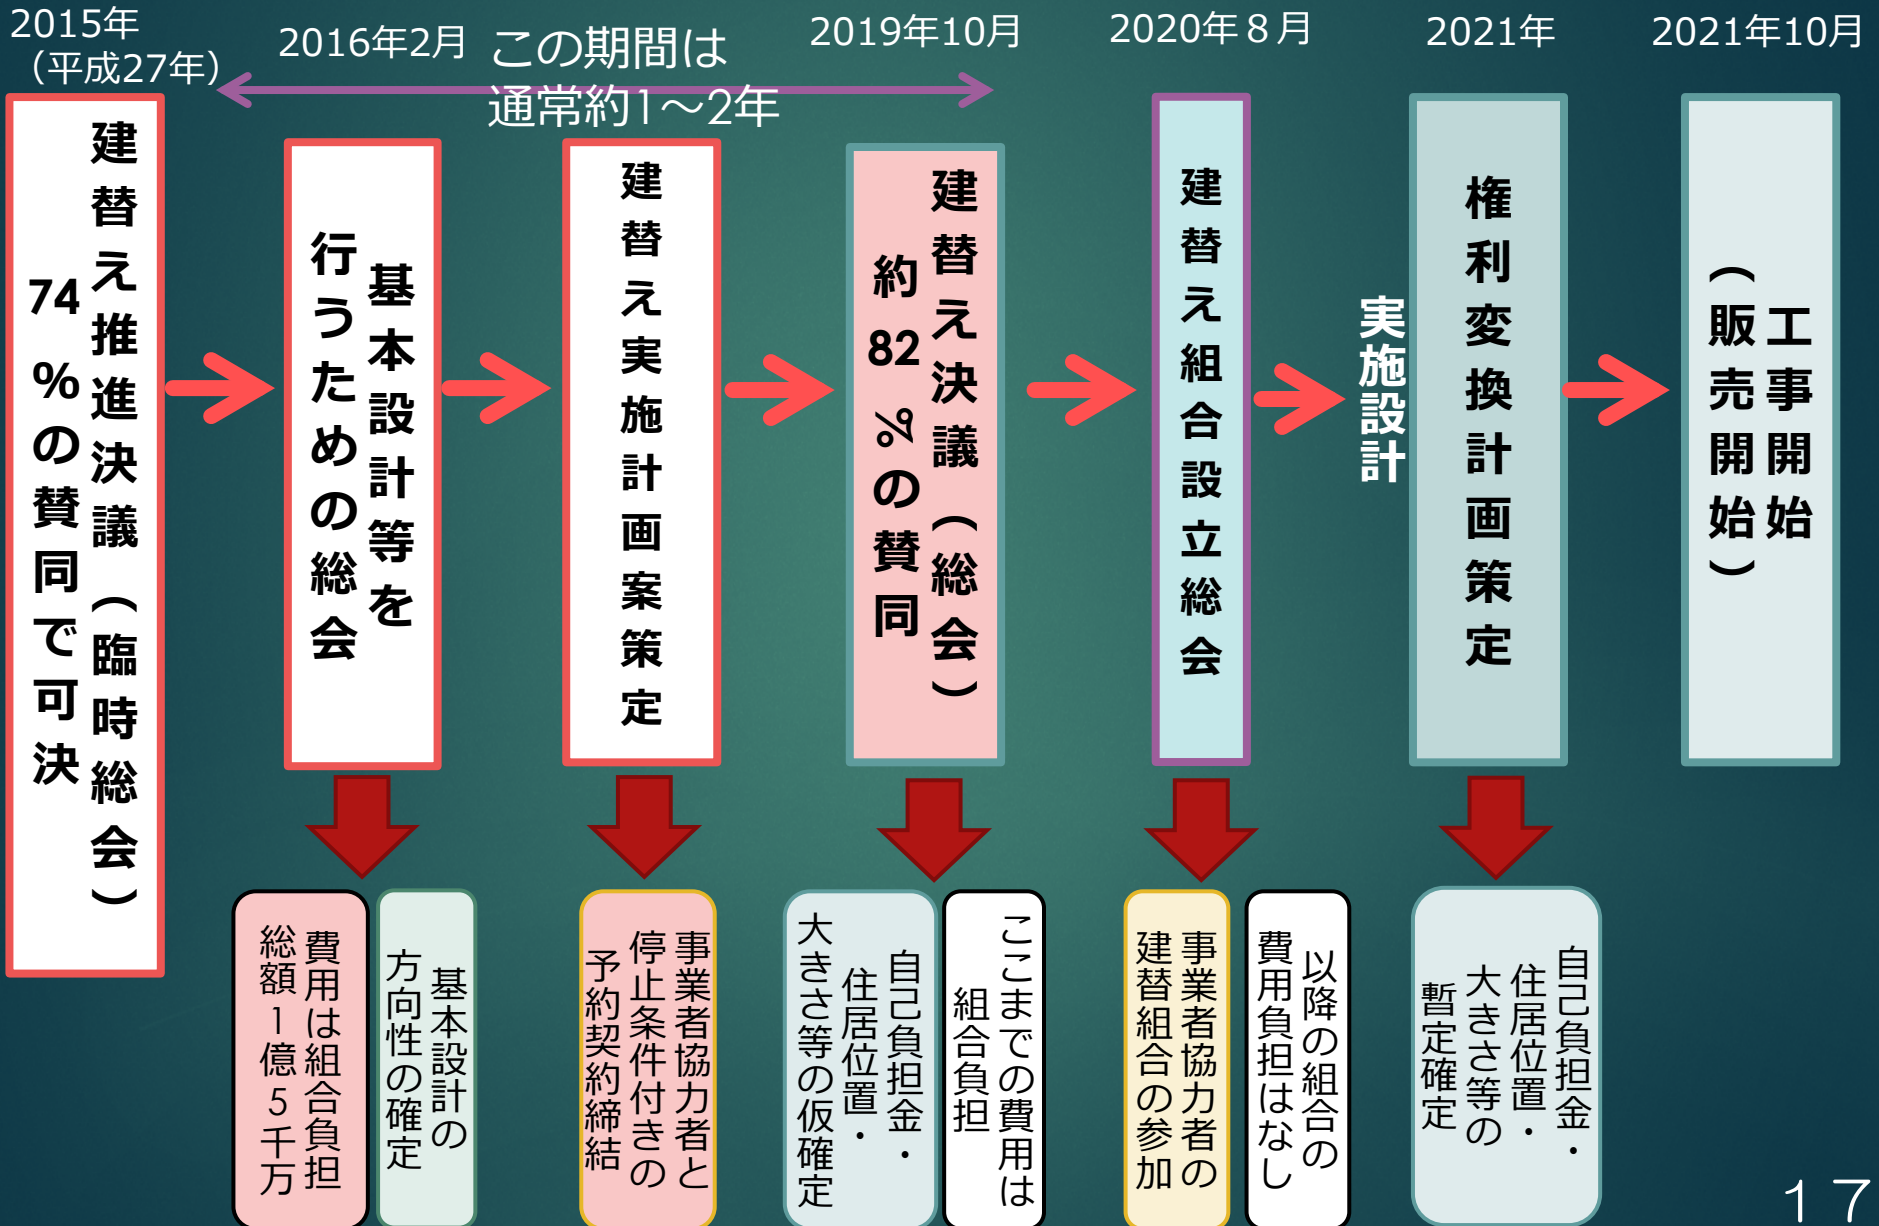 2015年
（平成27年）
2016年2月
この期間は
通常約1～2年
2019年10月
2020年８月
2021年
2021年10月
建替え推進決議（臨時総会）
74％の賛同で可決
基本設計等を
行うための総会
建替え実施計画案策定
建替え決議（総会）
約82％の賛同
建替え組合設立総会
実施設計
権利変換計画策定
工事開始
（販売開始）
費用は組合負担
総額1億5千万
基本設計の
方向性の確定
事業者協力者と
停止条件付きの
予約契約締結
自己負担金・
住居位置・
大きさ等の仮確定
ここまでの費用は
組合負担
事業者協力者の
建替組合の参加
以降の組合の
費用負担はなし
自己負担金・
住居位置・
大きさ等の
暫定確定
１７